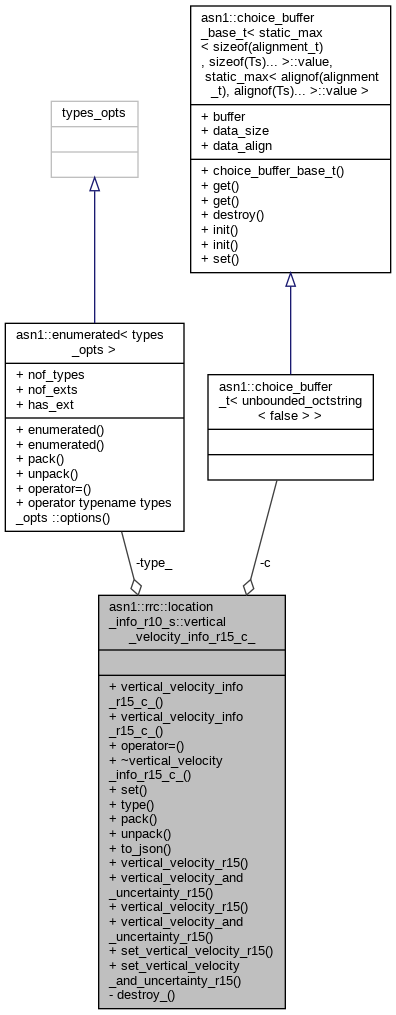 asn1::choice_buffer
_base_t< static_max
< sizeof(alignment_t)
, sizeof(Ts)... >::value,
static_max< alignof(alignment
_t), alignof(Ts)... >::value >
+ buffer
+ data_size
+ data_align
+ choice_buffer_base_t()
+ get()
+ get()
+ destroy()
+ init()
+ init()
+ set()
types_opts
asn1::enumerated< types
_opts >
+ nof_types
+ nof_exts
+ has_ext
+ enumerated()
+ enumerated()
+ pack()
+ unpack()
+ operator=()
+ operator typename types
_opts ::options()
asn1::choice_buffer
_t< unbounded_octstring
< false > >
-type_
-c
asn1::rrc::location
_info_r10_s::vertical
_velocity_info_r15_c_
+ vertical_velocity_info
_r15_c_()
+ vertical_velocity_info
_r15_c_()
+ operator=()
+ ~vertical_velocity
_info_r15_c_()
+ set()
+ type()
+ pack()
+ unpack()
+ to_json()
+ vertical_velocity_r15()
+ vertical_velocity_and
_uncertainty_r15()
+ vertical_velocity_r15()
+ vertical_velocity_and
_uncertainty_r15()
+ set_vertical_velocity_r15()
+ set_vertical_velocity
_and_uncertainty_r15()
- destroy_()